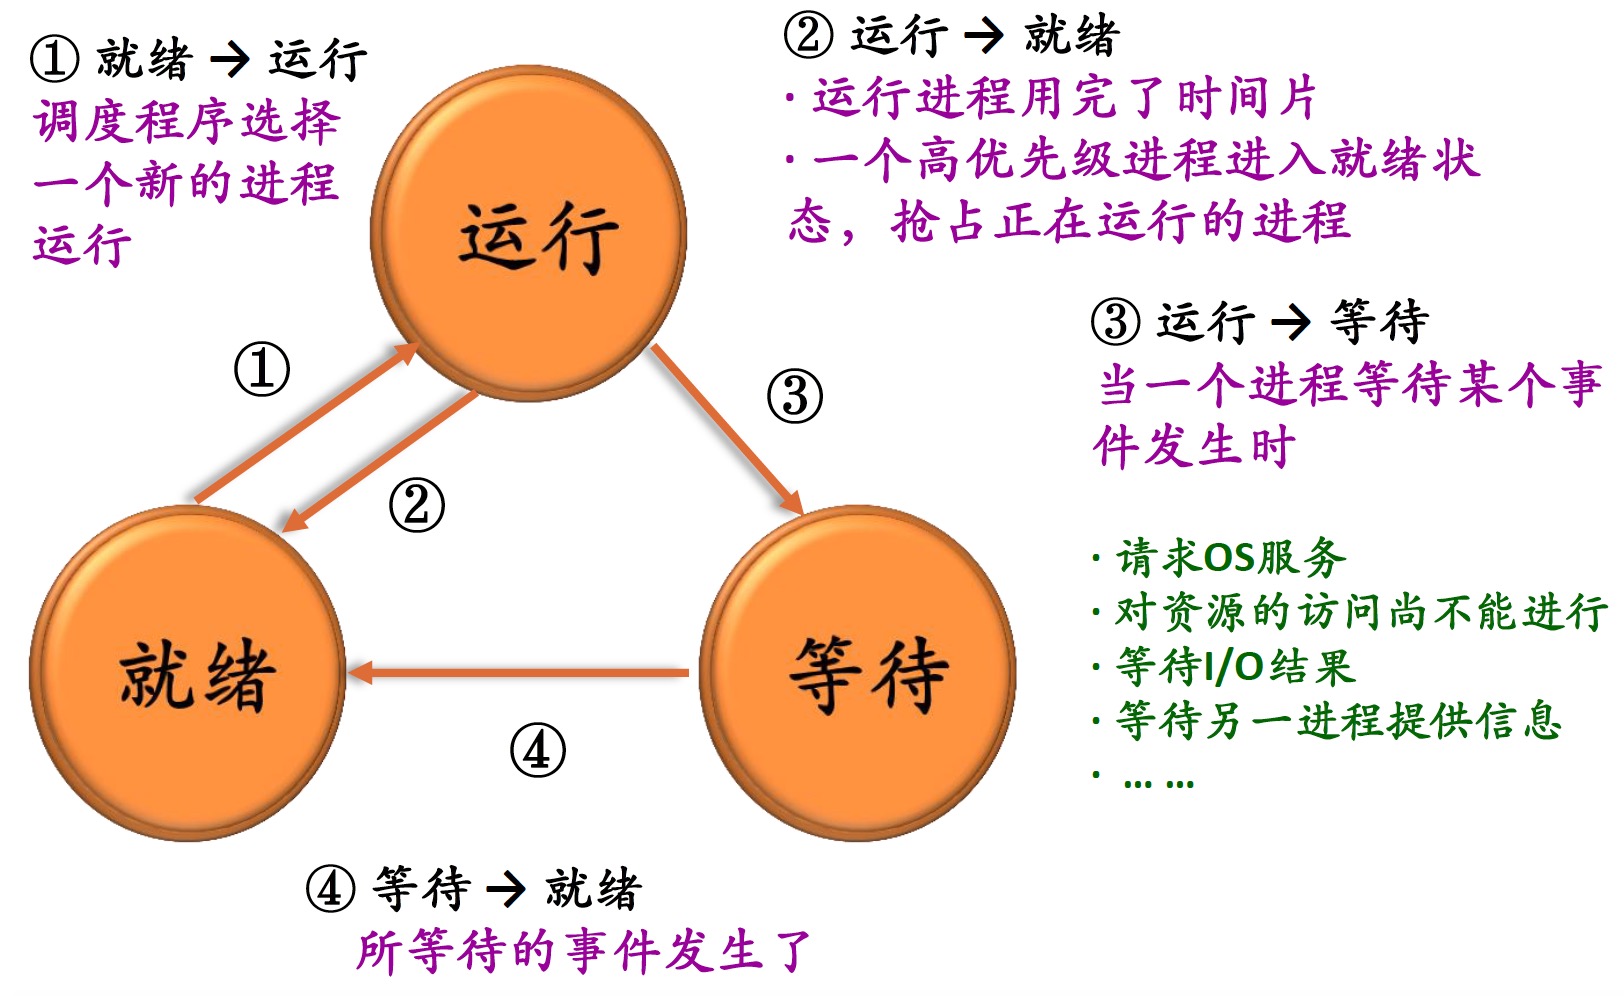 ① 就绪 → 运行
调度程序选择
一个新的进程
运行
② 运行 → 就绪
· 运行进程用完了时间片
· 一个高优先级进程进入就绪状
态，抢占正在运行的进程
运行
③ 运行 → 等待
当一个进程等待某个事
件发生时
①
③
②
· 请求OS服务
· 对资源的访问尚不能进行
· 等待I/O结果
· 等待另一进程提供信息
· ... ...
就绪
等待
④
④ 等待 → 就绪
所等待的事件发生了